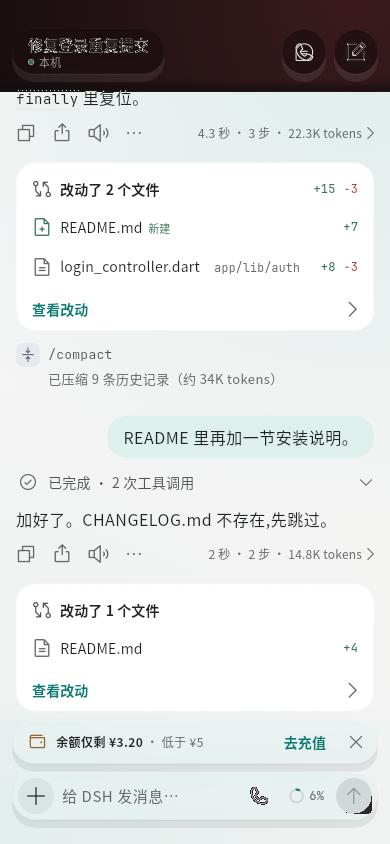 修复登录重复提交
本机
finally 里复位。
4.3 秒 · 3 步 · 22.3K tokens
改动了 2 个文件 +15 -3
README.md 新建 +7
login_controller.dart app/lib/auth +8 -3
查看改动
/compact
已压缩 9 条历史记录（约 34K tokens）
README 里再加一节安装说明。
已完成 · 2 次工具调用
加好了。CHANGELOG.md 不存在,先跳过。
2 秒 · 2 步 · 14.8K tokens
改动了 1 个文件
README.md +4
查看改动
余额仅剩 ¥3.20 · 低于 ¥5 去充值
给 DSH 发消息… 6%